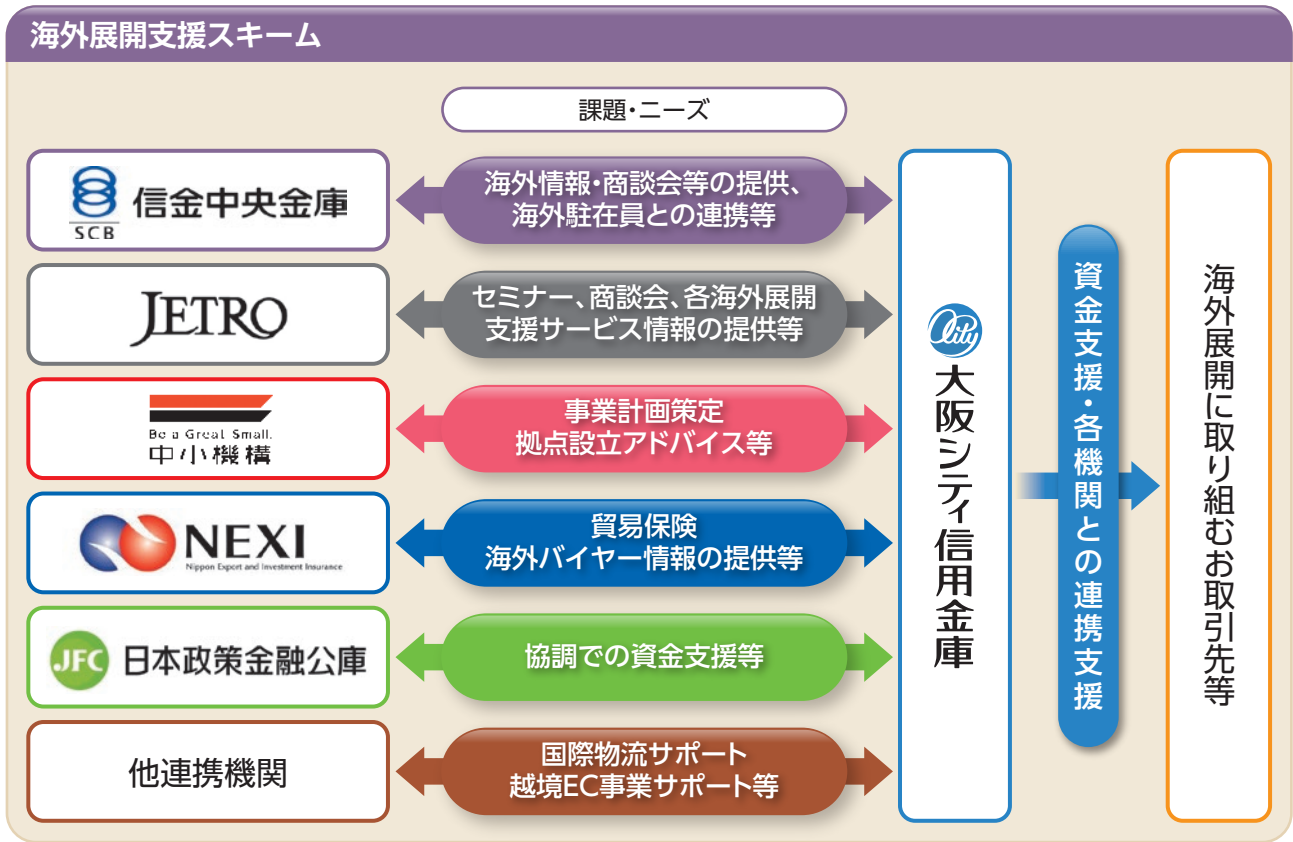 海外展開支援スキーム
課題・ニーズ
SCB
信金中央金庫
海外情報・商談会等の提供、
海外駐在員との連携等
JETRO
セミナー、商談会、各海外展開
支援サービス情報の提供等
Be a Great Small.
中小機構
事業計画策定
拠点設立アドバイス等
NEXI
Nippon Export and Investment Insurance
貿易保険
海外バイヤー情報の提供等
JFC
日本政策金融公庫
協調での資金支援等
他連携機関
国際物流サポート
越境EC事業サポート等
City
大阪シティ信用金庫
資金支援・各機関との連携支援
海外展開に取り組むお取引先等